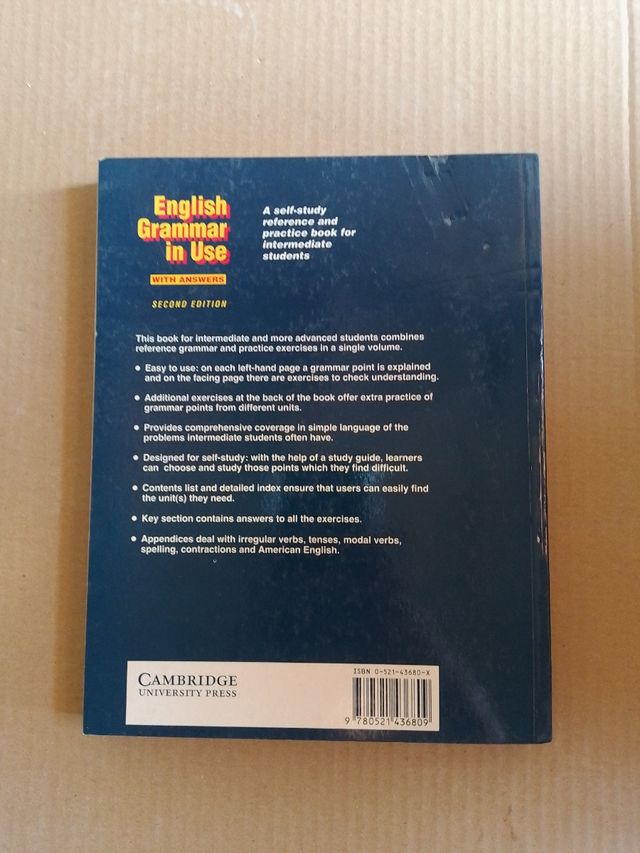 English
Grammar
in Use
WITH ANSWERS
SECOND EDITION
A self-study
reference and
practice book for
intermediate
students
This book for intermediate and more advanced students combines
reference grammar and practice exercises in a single volume.
• Easy to use: on each left-hand page a grammar point is explained
and on the facing page there are exercises to check understanding.
• Additional exercises at the back of the book offer extra practice of
grammar points from different units.
• Provides comprehensive coverage in simple language of the
problems intermediate students often have.
• Designed for self-study: with the help of a study guide, learners
can choose and study those points which they find difficult.
• Contents list and detailed index ensure that users can easily find
the unit(s) they need.
• Key section contains answers to all the exercises.
• Appendices deal with irregular verbs, tenses, modal verbs,
spelling, contractions and American English.
CAMBRIDGE
UNIVERSITY PRESS
ISBN 0-521-43680-X
9 780521 436809